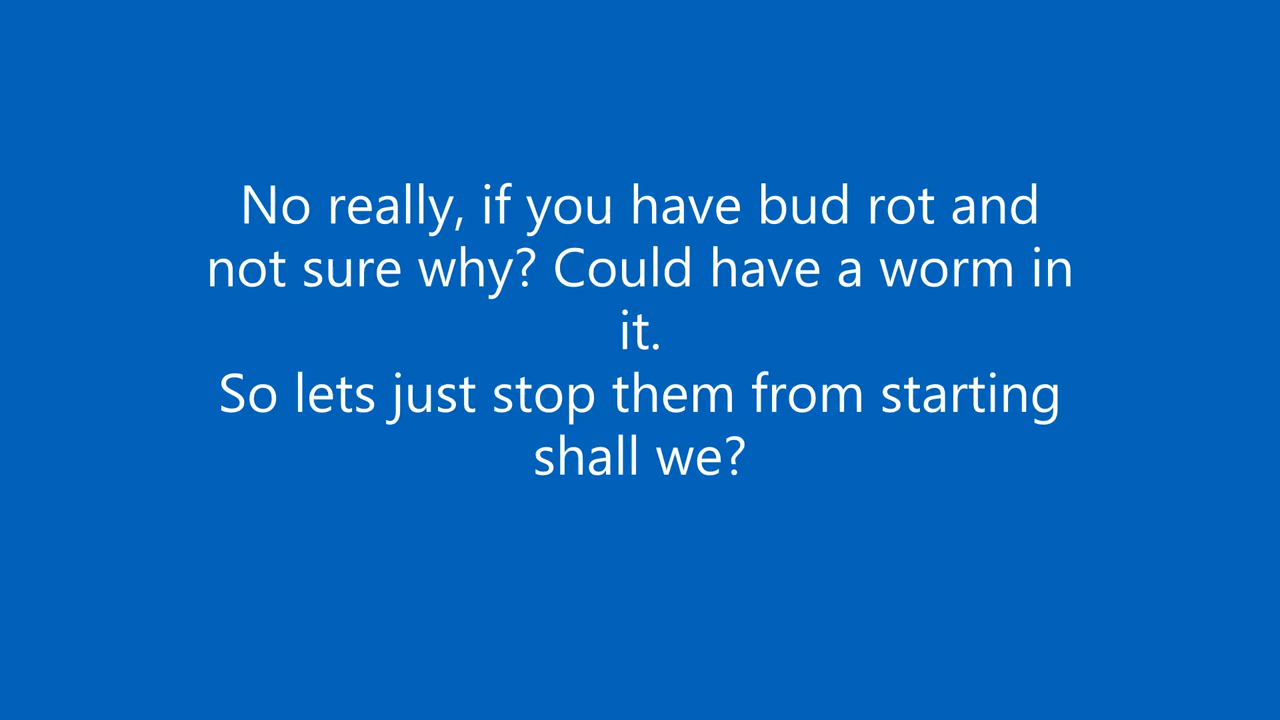 No really, if you have bud rot and
not sure why? Could have a worm in
it.
So lets just stop them from starting
shall we?